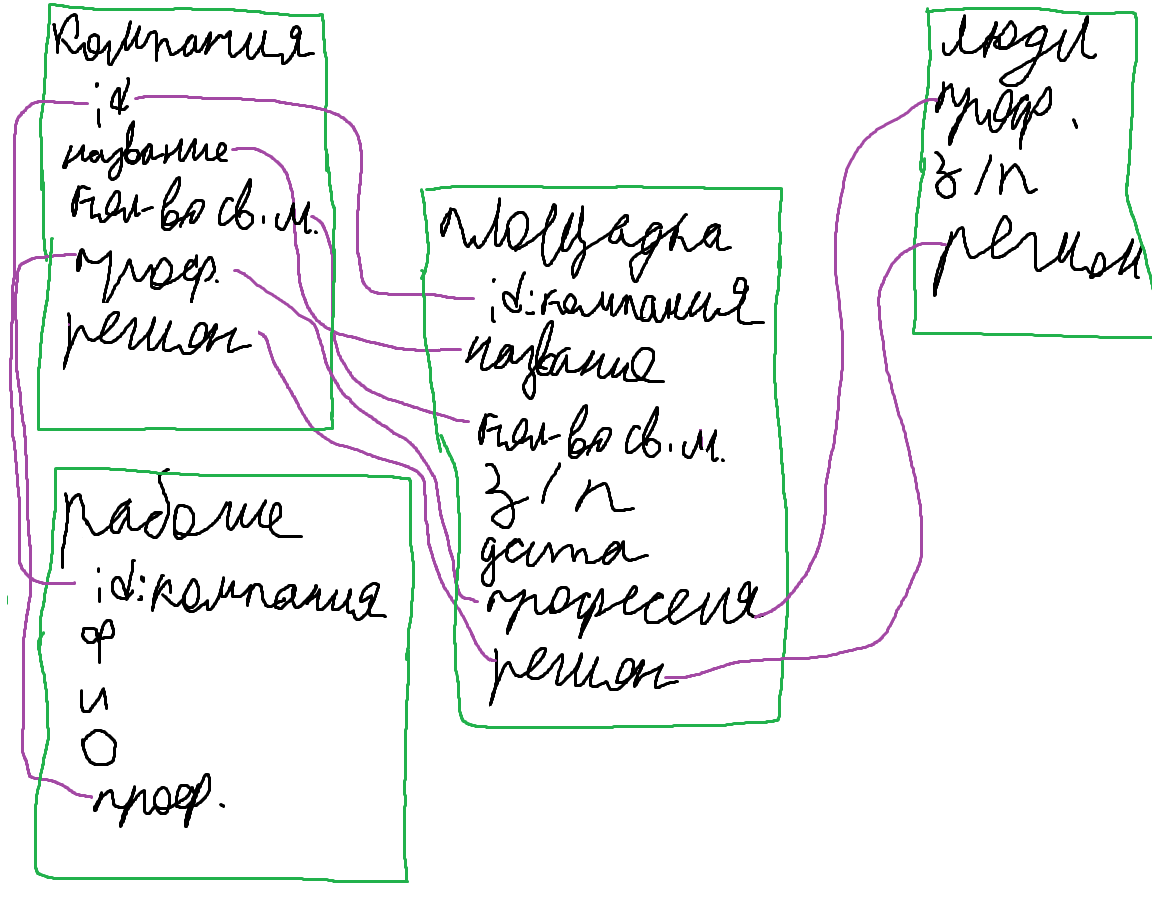 компания
id
название
кол-во св.м.
проф.
регион
рабочие
id:компания
ф
и
о
проф.
площадка
id:компания
название
кол-во св.м.
з/п
дата
профессия
регион
люди
проф.
з/п
регион